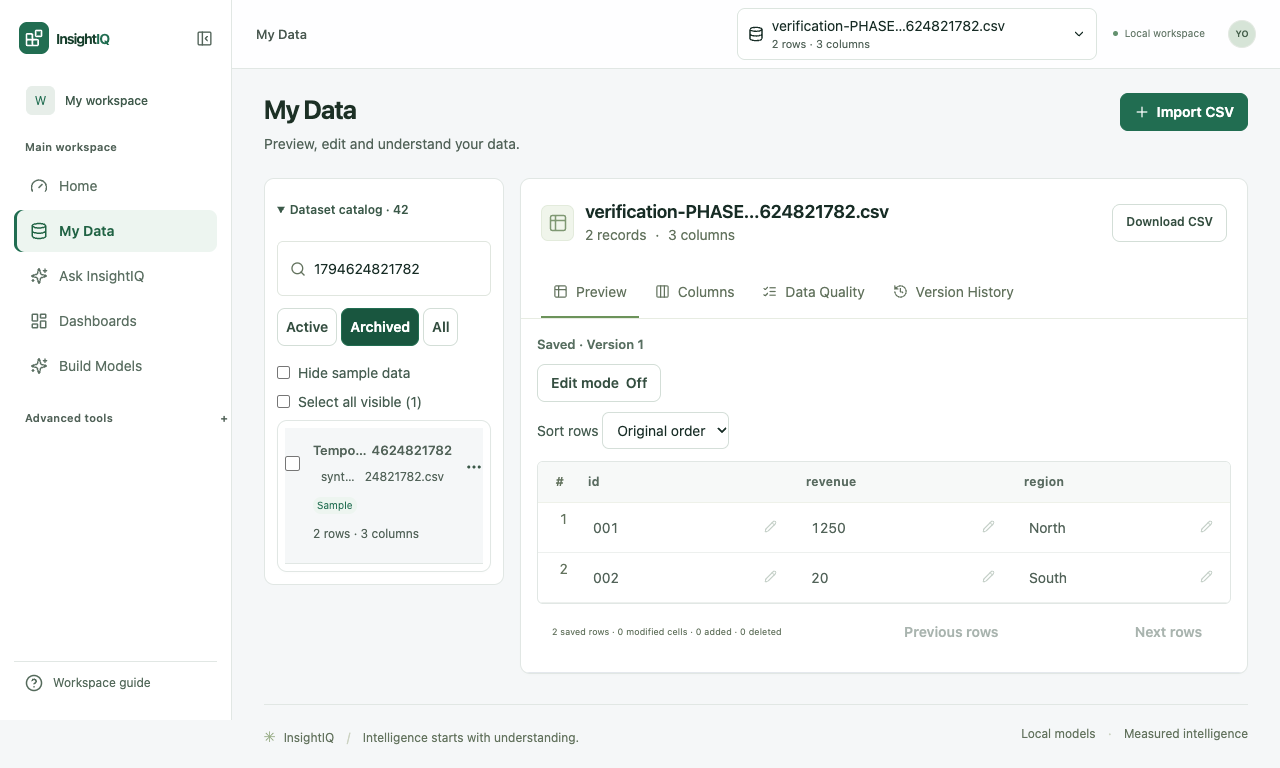 InsightIQ
My workspace
W
Main workspace
Home
My Data
Ask InsightIQ
Dashboards
Build Models
Advanced tools +
Workspace guide
My Data
verification-PHASE...624821782.csv
2 rows · 3 columns
Local workspace
YO
My Data
Preview, edit and understand your data.
+ Import CSV
▼ Dataset catalog · 42
1794624821782
Active Archived All
Hide sample data
Select all visible (1)
Tempo... 4624821782
synt... 24821782.csv
Sample
2 rows · 3 columns
verification-PHASE...624821782.csv
2 records · 3 columns
Download CSV
Preview Columns Data Quality Version History
Saved · Version 1
Edit mode Off
Sort rows Original order
# id revenue region
1 001 1250 North
2 002 20 South
2 saved rows · 0 modified cells · 0 added · 0 deleted
Previous rows Next rows
InsightIQ / Intelligence starts with understanding.
Local models · Measured intelligence